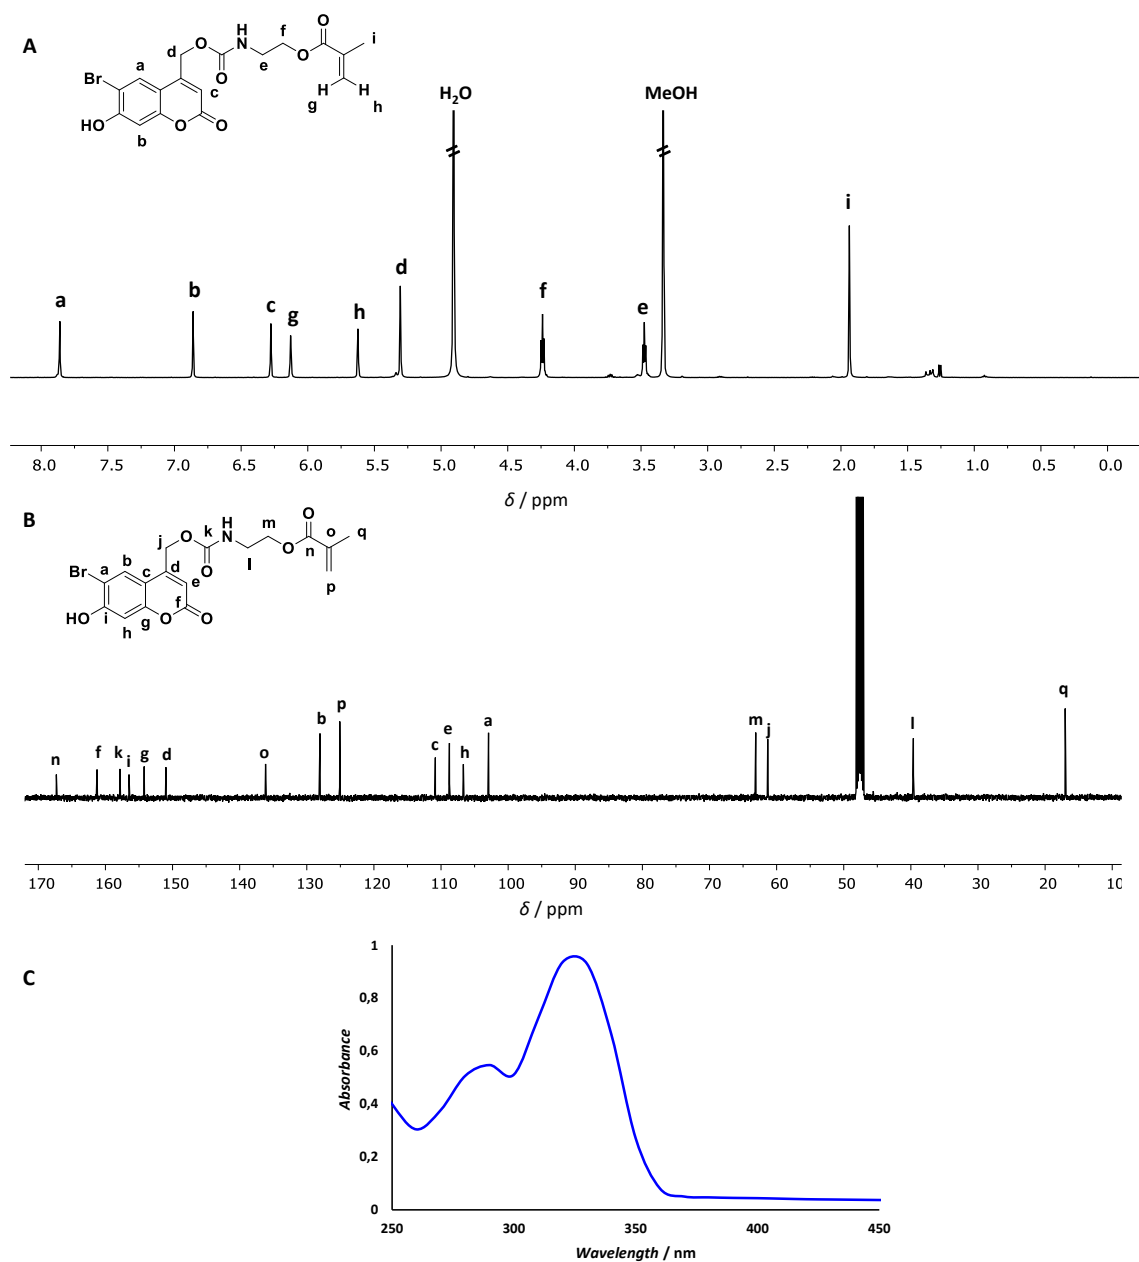 A
O
H
f
d
O
N
O
i
a
e
Br
O
c
H
H
g
h
HO
O
O
b
H2O
MeOH
a
b
c
g
h
d
f
e
i
8.0 7.5 7.0 6.5 6.0 5.5 5.0 4.5 4.0 3.5 3.0 2.5 2.0 1.5 1.0 0.5 0.0
δ / ppm
B
H
O
m
j
O
k
N
o
q
O
n
b
O
l
p
Br
a
c
d
e
f
HO
i
g
O
O
h
n
f
k
i
g
d
o
b
p
c
e
h
a
m
j
l
q
170 160 150 140 130 120 110 100 90 80 70 60 50 40 30 20 10
δ / ppm
C
1
0,8
0,6
0,4
0,2
0
Absorbance
250 300 350 400 450
Wavelength / nm